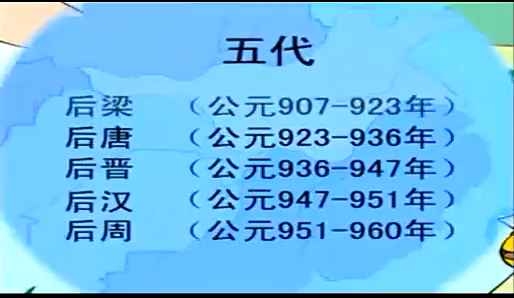 五代
后梁 （公元907-923年）
后唐 （公元923-936年）
后晋 （公元936-947年）
后汉 （公元947-951年）
后周 （公元951-960年）